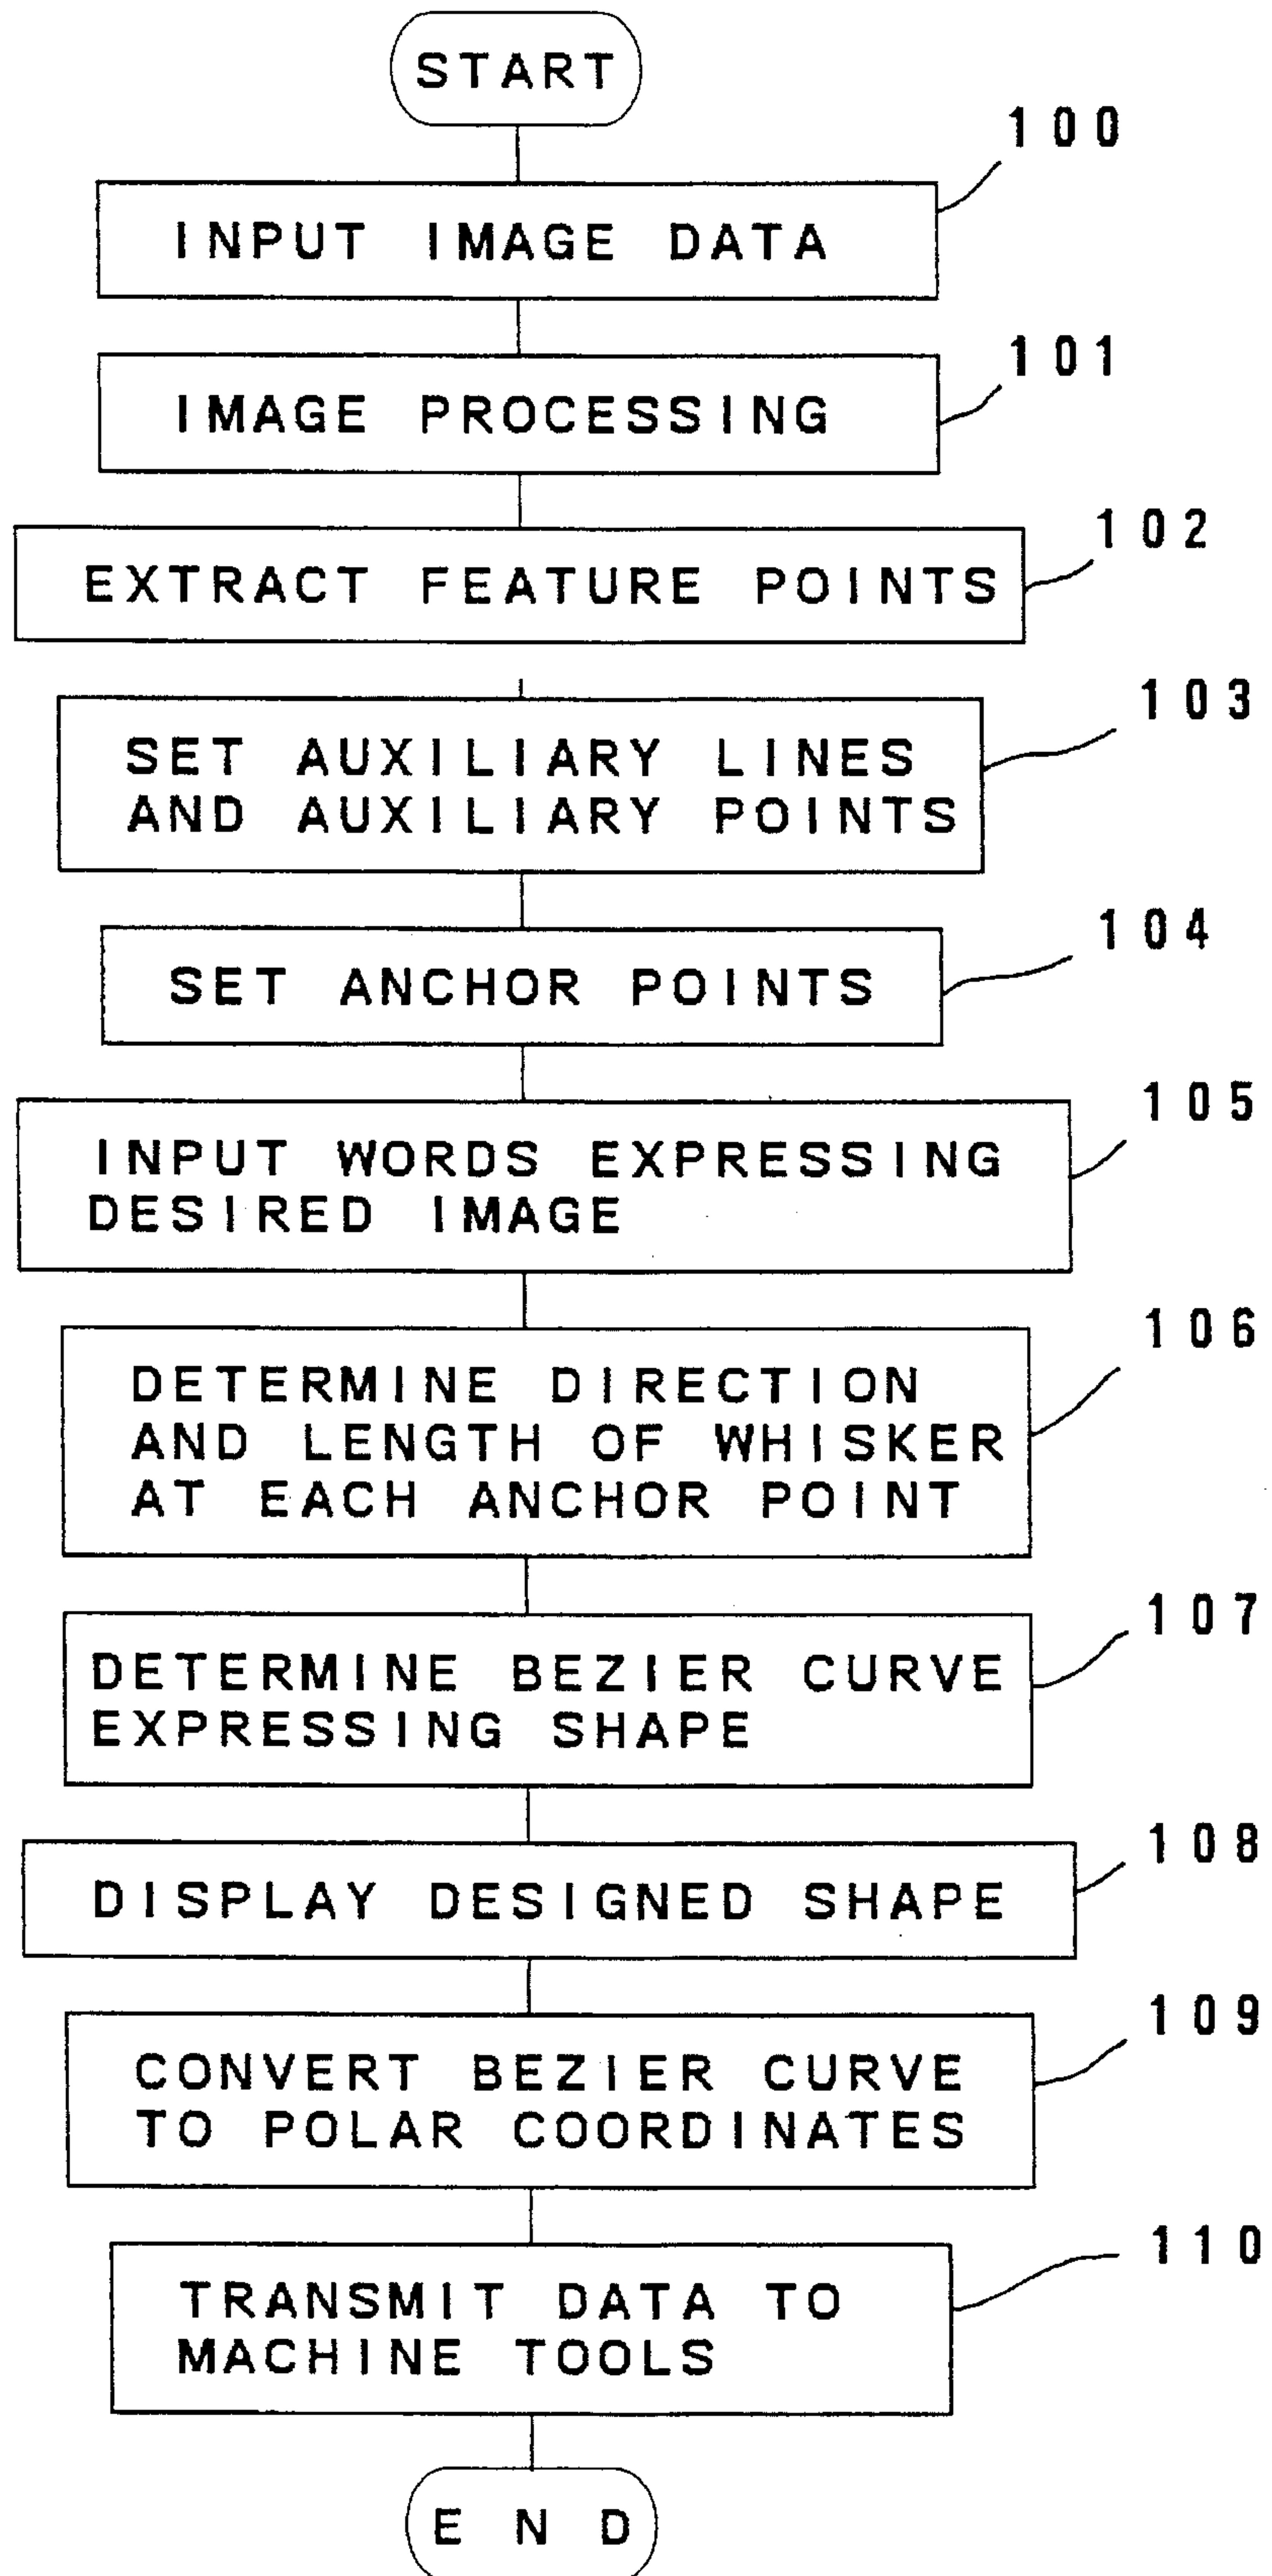 START
100
INPUT IMAGE DATA
101
IMAGE PROCESSING
102
EXTRACT FEATURE POINTS
103
SET AUXILIARY LINES
AND AUXILIARY POINTS
104
SET ANCHOR POINTS
105
INPUT WORDS EXPRESSING
DESIRED IMAGE
106
DETERMINE DIRECTION
AND LENGTH OF WHISKER
AT EACH ANCHOR POINT
107
DETERMINE BEZIER CURVE
EXPRESSING SHAPE
108
DISPLAY DESIGNED SHAPE
109
CONVERT BEZIER CURVE
TO POLAR COORDINATES
110
TRANSMIT DATA TO
MACHINE TOOLS
END